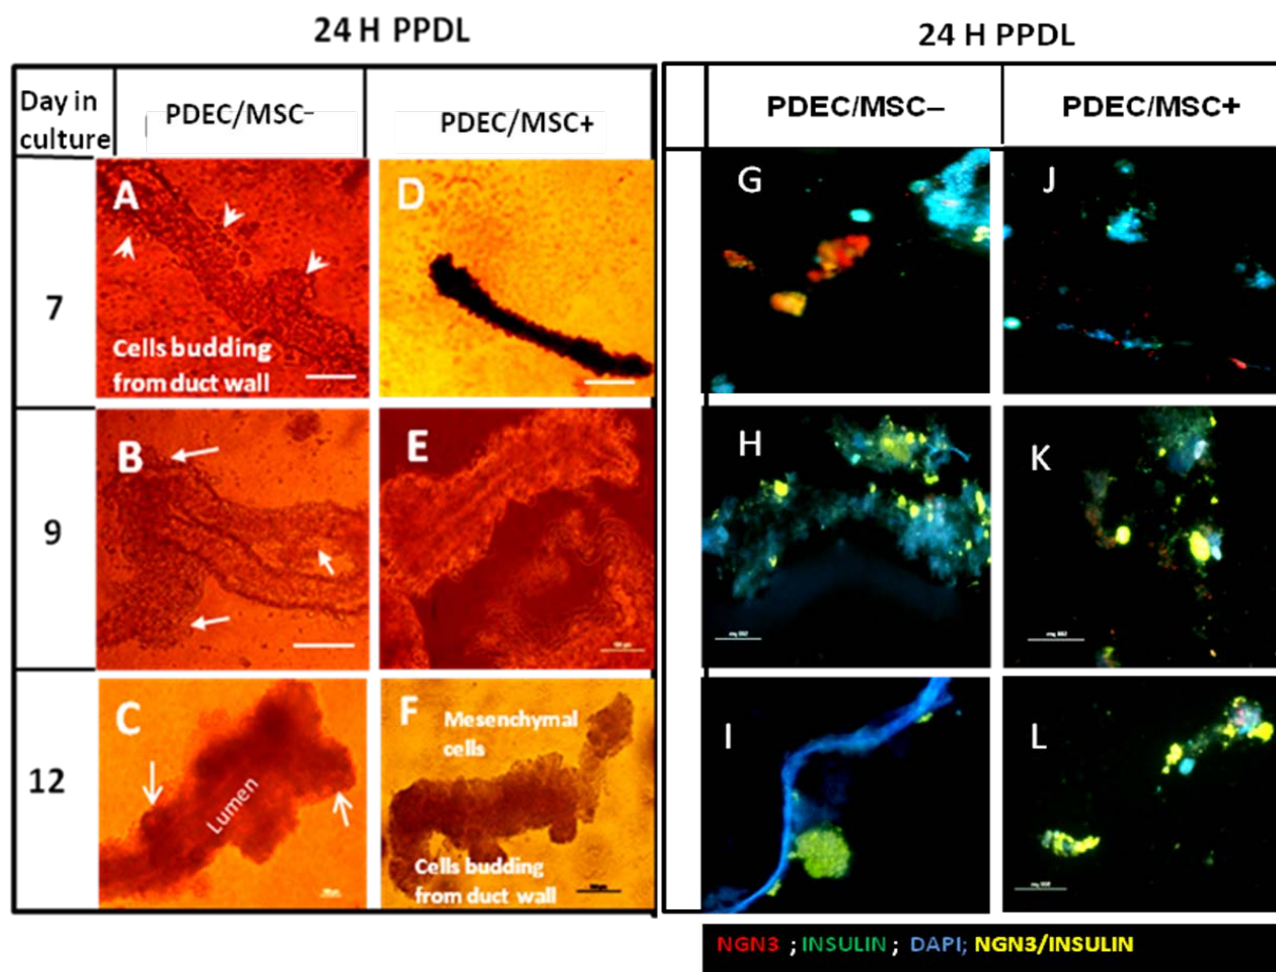 24 H PPDL
24 H PPDL
Day in
culture
PDEC/MSC–
PDEC/MSC+
PDEC/MSC–
PDEC/MSC+
7
A
Cells budding
from duct wall
D
G
J
9
B
E
H
K
12
C
Lumen
F
Mesenchymal
cells
Cells budding
from duct wall
I
L
NGN3 ; INSULIN ; DAPI; NGN3/INSULIN